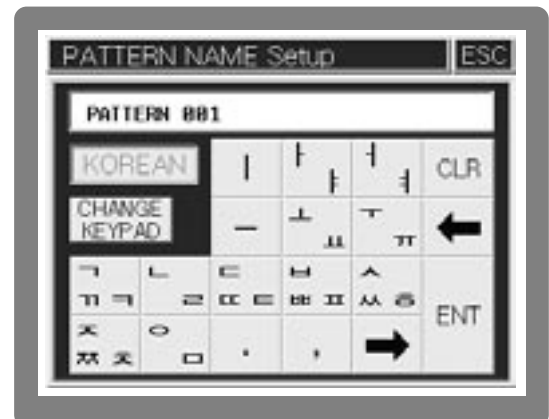 PATTERN NAME Setup ESC
PATTERN 001
KOREAN ㅣ ㅏ ㅑ ㅓ ㅕ CLR
CHANGE KEYPAD ㅡ ㅗ ㅛ ㅜ ㅠ ←
ㄱ ㄲ ㅋ ㄴ ㄹ ㄷ ㄸ ㅌ ㅂ ㅃ ㅍ ㅅ ㅆ ㅎ ENT
ㅈ ㅉ ㅊ ㅇ ㅁ . , →